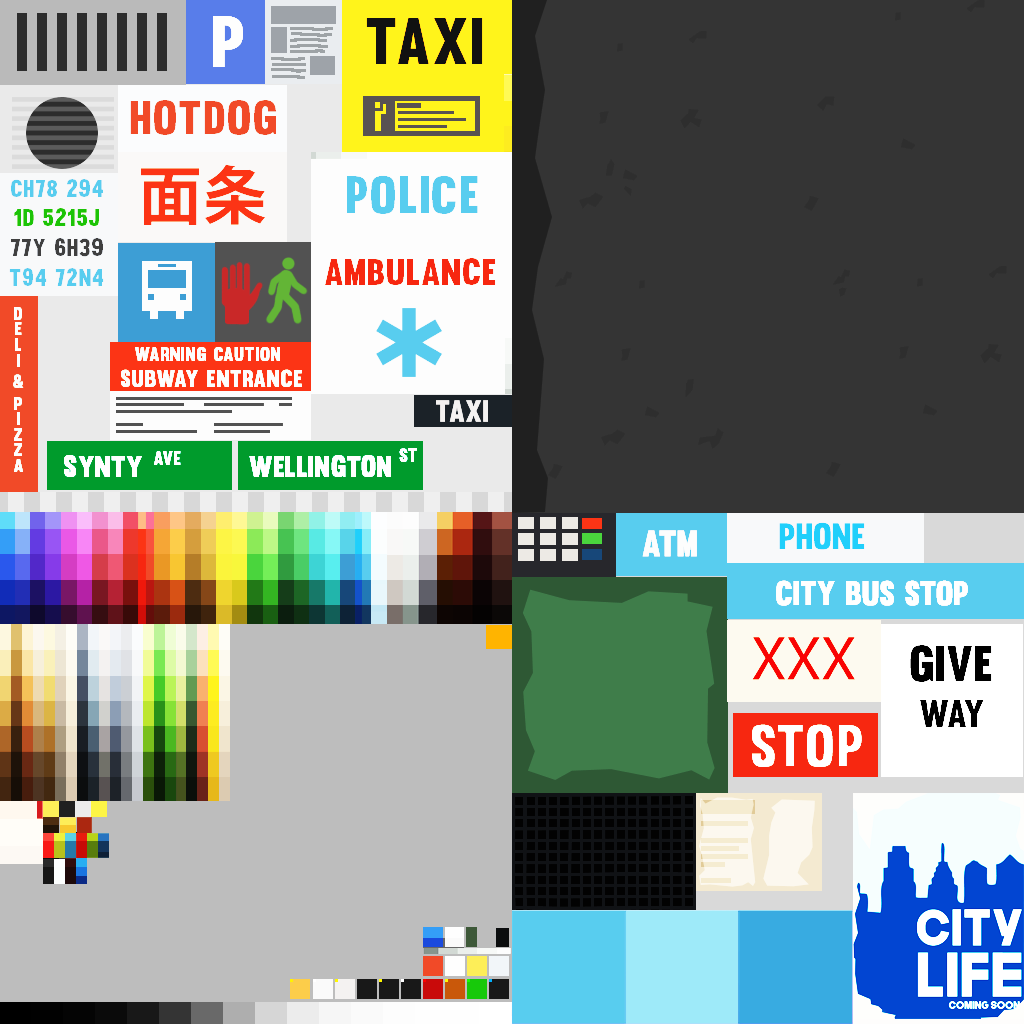 P
TAXI
HOTDOG
面条
CH78 294
1D 5215J
77Y 6H39
T94 72N4
POLICE
AMBULANCE
DELI & PIZZA
WARNING CAUTION
SUBWAY ENTRANCE
TAXI
SYNTY AVE
WELLINGTON ST
ATM
PHONE
CITY BUS STOP
XXX
GIVE
WAY
STOP
CITY
LIFE
COMING SOON